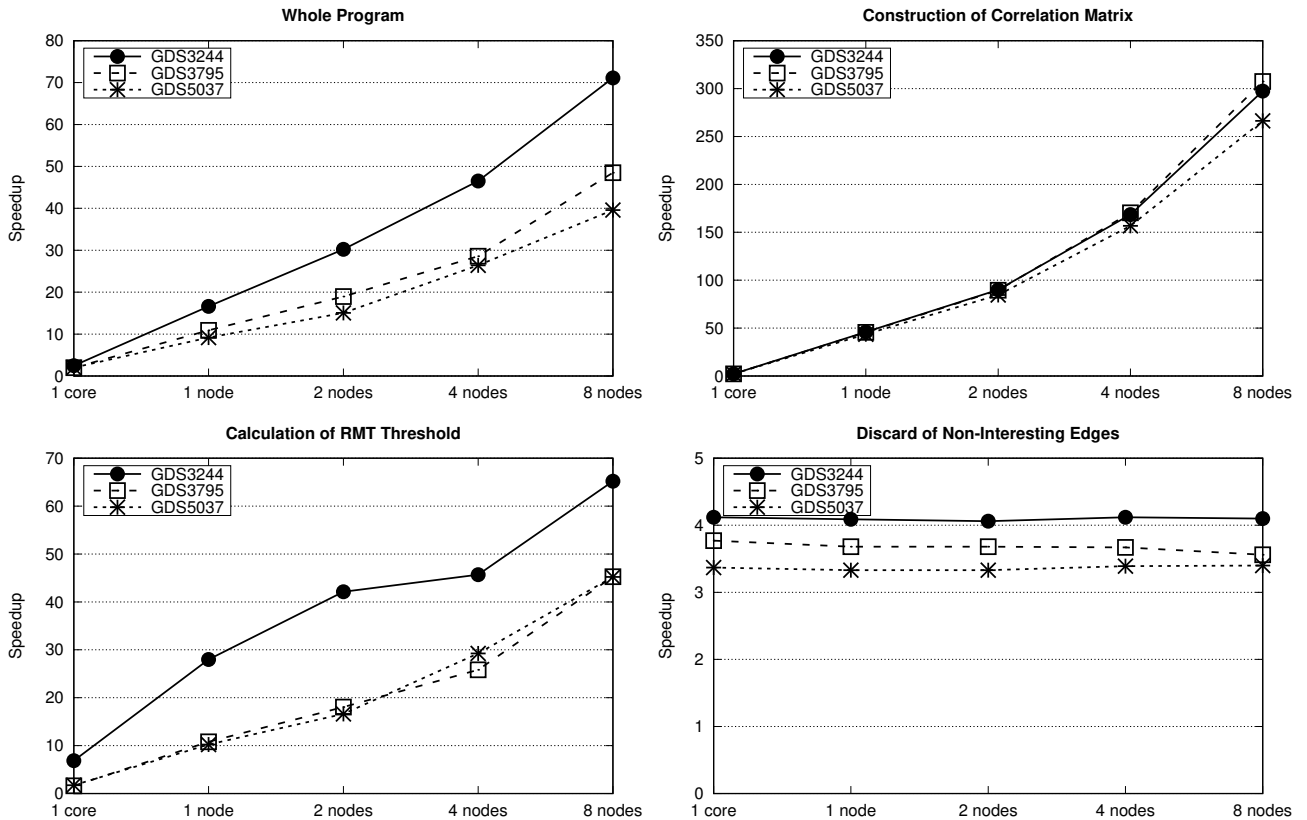 Whole Program
80
70
60
50
40
30
20
10
0
Speedup
GDS3244
GDS3795
GDS5037
1 core 1 node 2 nodes 4 nodes 8 nodes
Construction of Correlation Matrix
350
300
250
200
150
100
50
0
Speedup
GDS3244
GDS3795
GDS5037
1 core 1 node 2 nodes 4 nodes 8 nodes
Calculation of RMT Threshold
70
60
50
40
30
20
10
0
Speedup
GDS3244
GDS3795
GDS5037
1 core 1 node 2 nodes 4 nodes 8 nodes
Discard of Non-Interesting Edges
5
4
3
2
1
0
Speedup
GDS3244
GDS3795
GDS5037
1 core 1 node 2 nodes 4 nodes 8 nodes